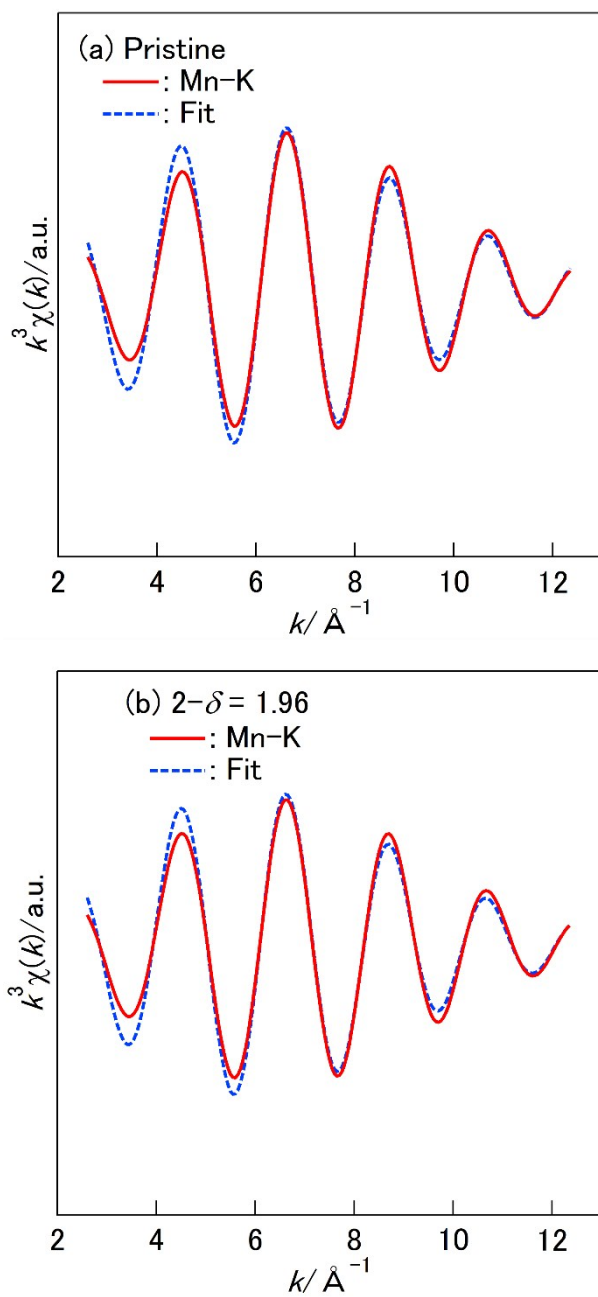 (a) Pristine
: Mn-K
: Fit
k³χ(k)/a.u.
2 4 6 8 10 12
k/ Å⁻¹
(b) 2-δ = 1.96
: Mn-K
: Fit
k³χ(k)/a.u.
2 4 6 8 10 12
k/ Å⁻¹